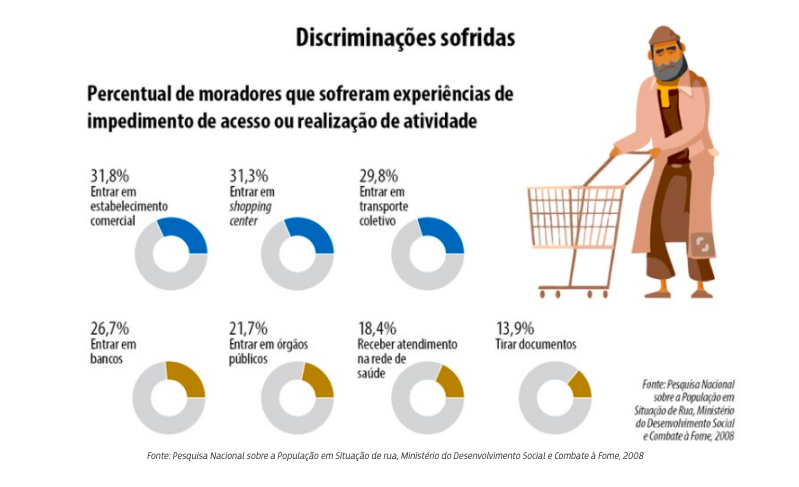 Discriminações sofridas
Percentual de moradores que sofreram experiências de
impedimento de acesso ou realização de atividade
31,8%
Entrar em
estabelecimento
comercial
31,3%
Entrar em
shopping
center
29,8%
Entrar em
transporte
coletivo
26,7%
Entrar em
bancos
21,7%
Entrar em órgãos
públicos
18,4%
Receber atendimento
na rede de
saúde
13,9%
Tirar documentos
Fonte: Pesquisa Nacional
sobre a População em
Situação de Rua, Ministério
do Desenvolvimento Social
e Combate à Fome, 2008
Fonte: Pesquisa Nacional sobre a População em Situação de rua, Ministério do Desenvolvimento Social e Combate à Fome, 2008